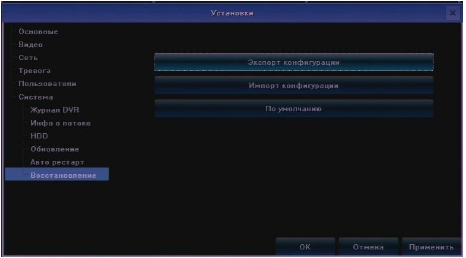 Установки
Основные
Видео
Сеть
Тревога
Пользователи
Система
Журнал DVR
Инфо о потоке
HDD
Обновление
Авто рестарт
Восстановление
Экспорт конфигурации
Импорт конфигурации
По умолчанию
OK
Отмена
Применить